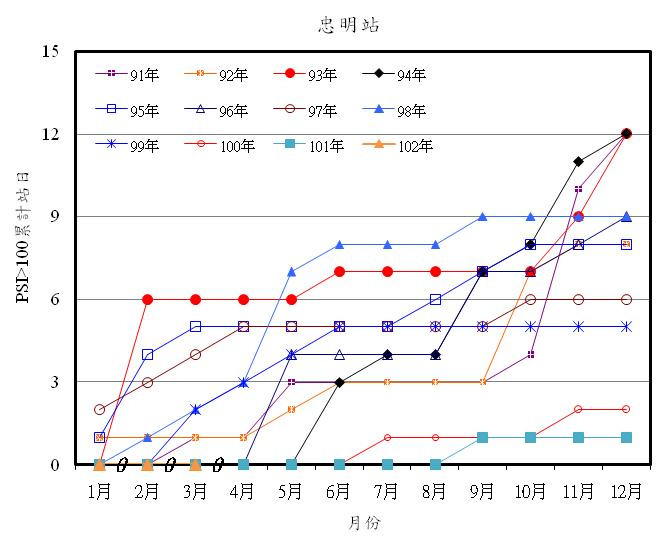 忠明站
15
12
9
6
3
0
PSI>100累計站日
91年 92年 93年 94年
95年 96年 97年 98年
99年 100年 101年 102年
0 0 0
1月 2月 3月 4月 5月 6月 7月 8月 9月 10月 11月 12月
月份